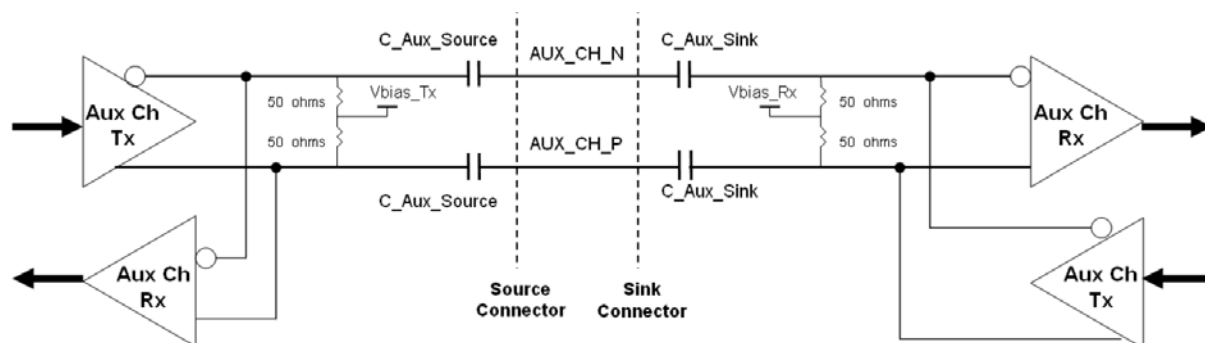 C_Aux_Source
AUX_CH_N
C_Aux_Sink
Aux Ch
Tx
50 ohms
Vbias_Tx
50 ohms
Vbias_Rx
50 ohms
50 ohms
Aux Ch
Rx
AUX_CH_P
C_Aux_Source
C_Aux_Sink
Aux Ch
Rx
Source
Connector
Sink
Connector
Aux Ch
Tx